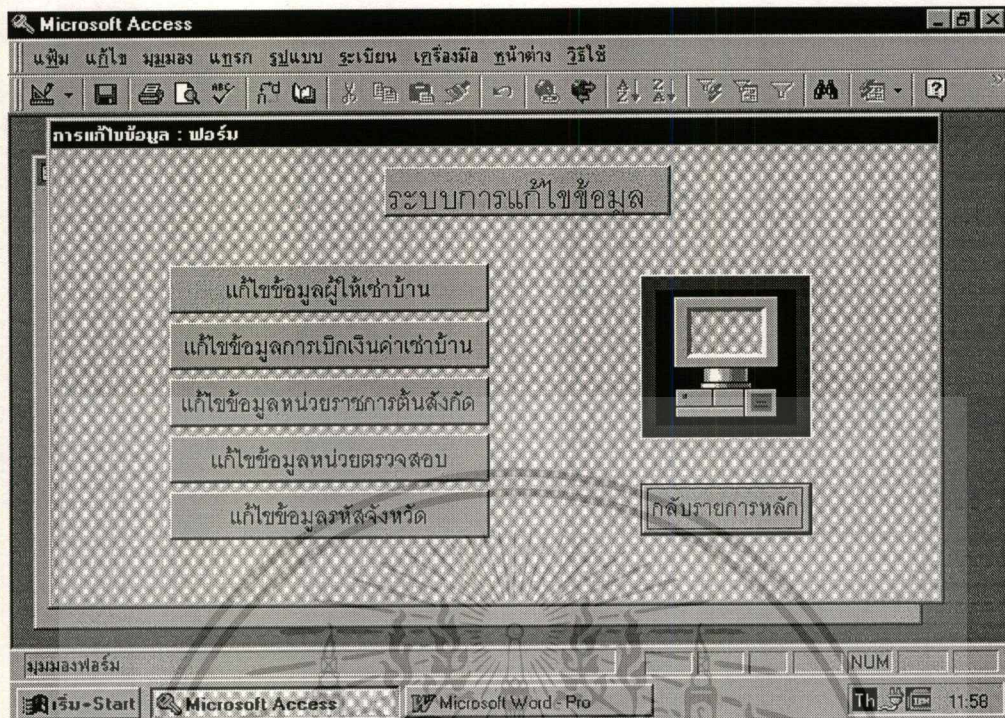 Microsoft Access
แฟ้ม แก้ไข มุมมอง แทรก รูปแบบ ระเบียน เครื่องมือ หน้าต่าง วิธีใช้
การแก้ไขข้อมูล : ฟอร์ม
ระบบการแก้ไขข้อมูล
แก้ไขข้อมูลผู้ให้เช่าบ้าน
แก้ไขข้อมูลการเบิกเงินค่าเช่าบ้าน
แก้ไขข้อมูลหน่วยราชการต้นสังกัด
แก้ไขข้อมูลหน่วยตรวจสอบ
แก้ไขข้อมูลรหัสจังหวัด
กลับรายการหลัก
มุมมองฟอร์ม NUM
เริ่ม-Start Microsoft Access Microsoft Word - Pro Th 11:58